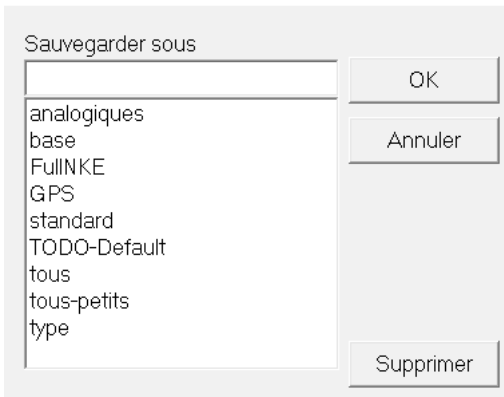 Sauvegarder sous
OK
analogiques
base
Annuler
FullNKE
GPS
standard
TODO-Default
tous
tous-petits
type
Supprimer